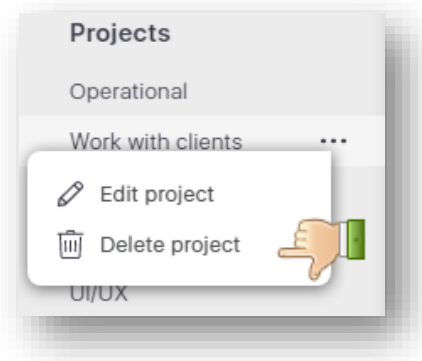 Projects
Operational
Work with clients
Edit project
Delete project
UI/UX